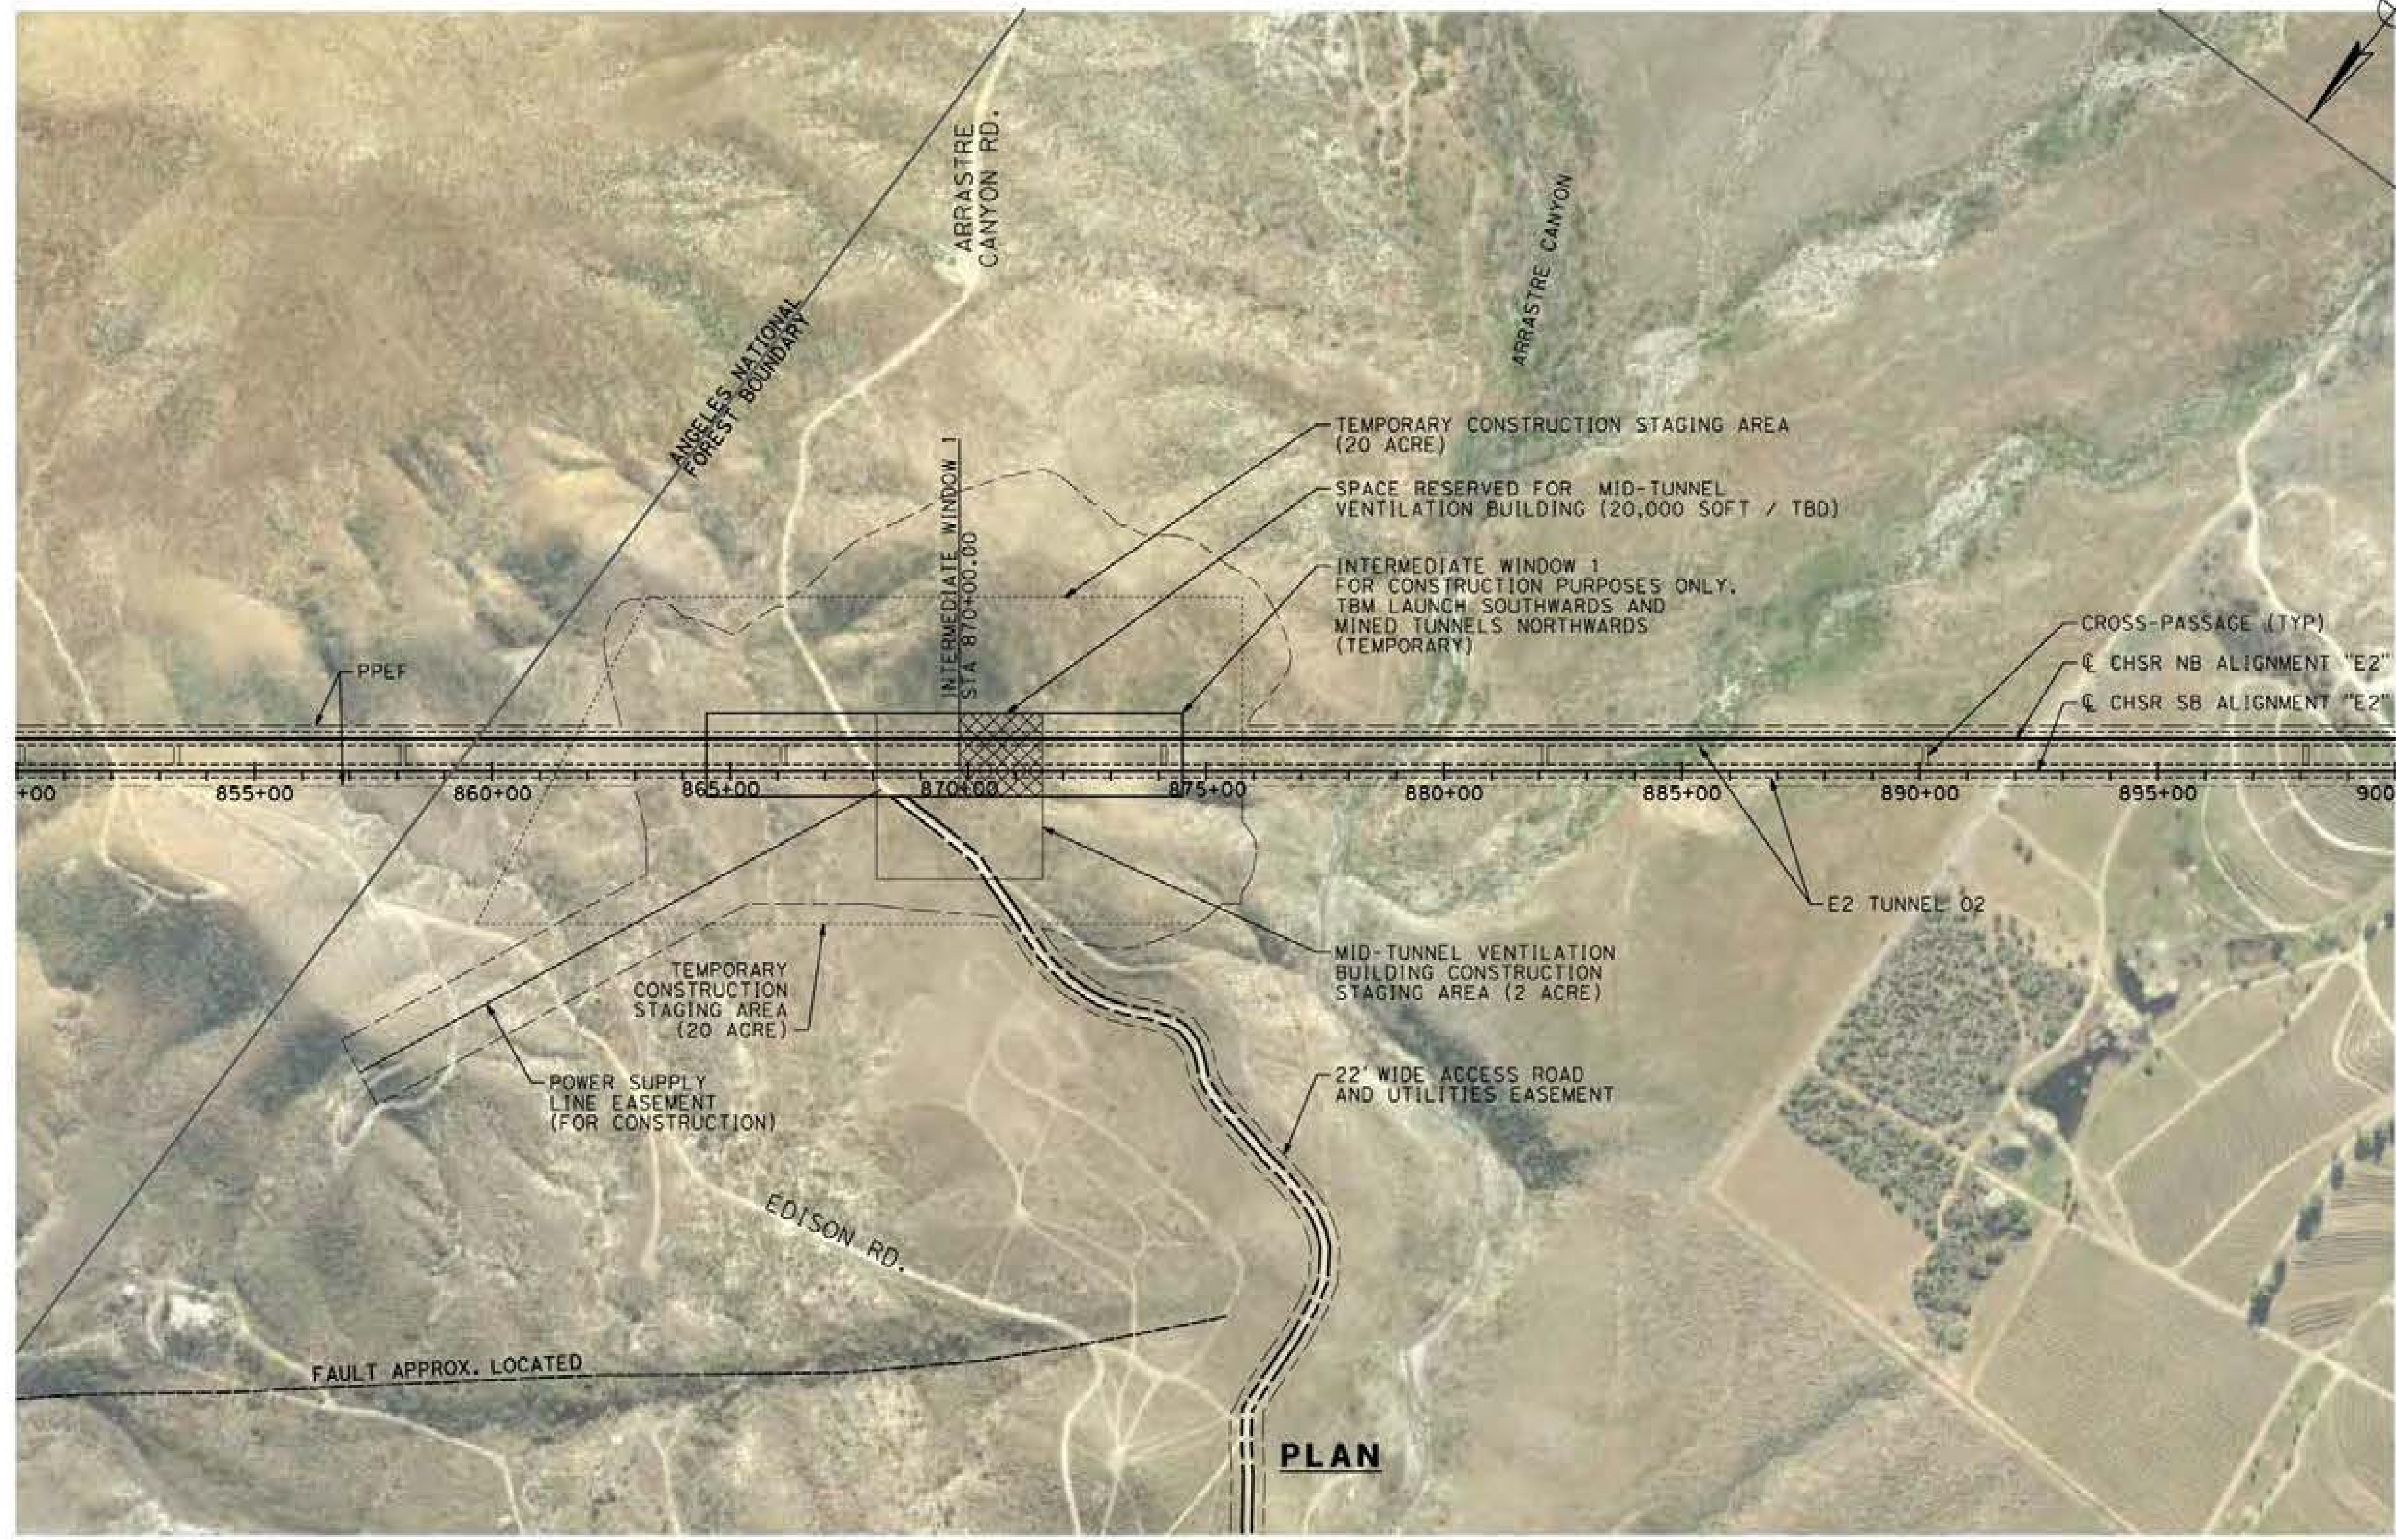 ARRASTRE
CANYON RD.
ARRASTRE CANYON
ANGELES NATIONAL
FOREST BOUNDARY
INTERMEDIATE WINDOW 1
STA 870+00.00
TEMPORARY CONSTRUCTION STAGING AREA
(20 ACRE)
SPACE RESERVED FOR MID-TUNNEL
VENTILATION BUILDING (20,000 SQFT / TBD)
INTERMEDIATE WINDOW 1
FOR CONSTRUCTION PURPOSES ONLY.
TBM LAUNCH SOUTHWARDS AND
MINED TUNNELS NORTHWARDS
(TEMPORARY)
CROSS-PASSAGE (TYP)
℄ CHSR NB ALIGNMENT "E2"
℄ CHSR SB ALIGNMENT "E2"
PPEF
+00 855+00 860+00 865+00 870+00 875+00 880+00 885+00 890+00 895+00 900
E2 TUNNEL 02
MID-TUNNEL VENTILATION
BUILDING CONSTRUCTION
STAGING AREA (2 ACRE)
TEMPORARY
CONSTRUCTION
STAGING AREA
(20 ACRE)
POWER SUPPLY
LINE EASEMENT
(FOR CONSTRUCTION)
22' WIDE ACCESS ROAD
AND UTILITIES EASEMENT
EDISON RD.
FAULT APPROX. LOCATED
PLAN